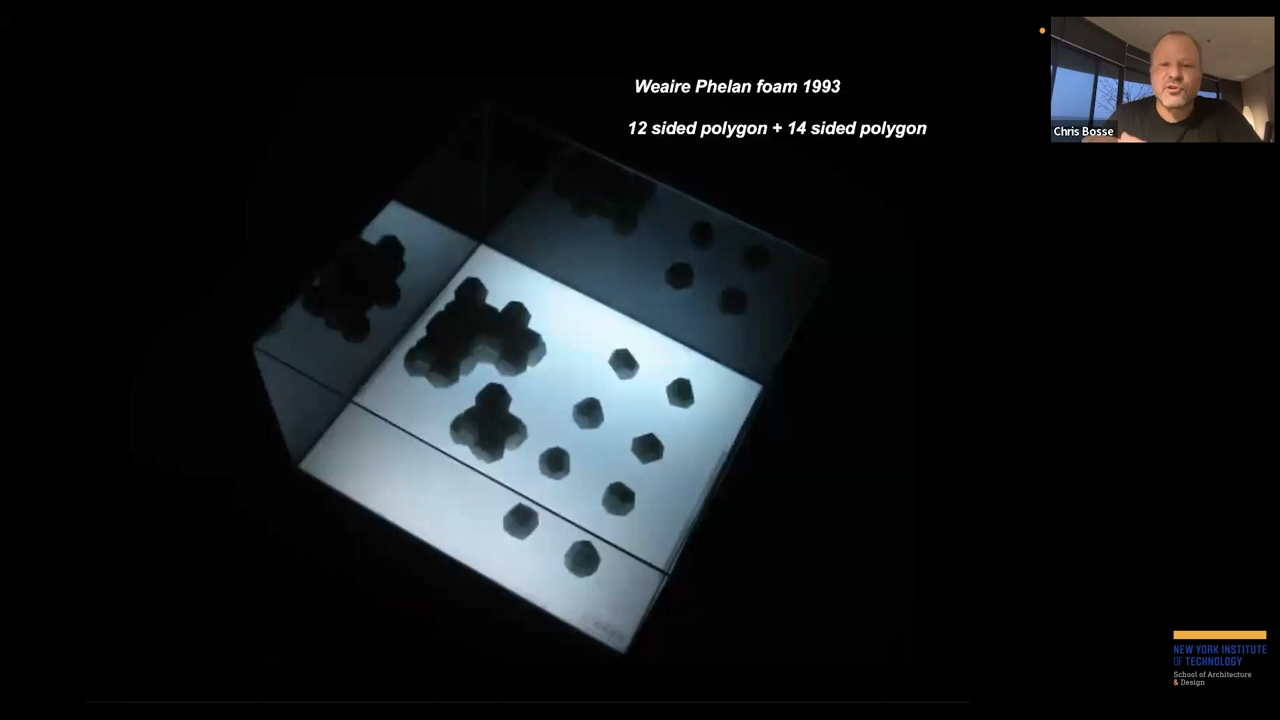 Weaire Phelan foam 1993
12 sided polygon + 14 sided polygon
Chris Bosse
NEW YORK INSTITUTE
OF TECHNOLOGY
School of Architecture
& Design